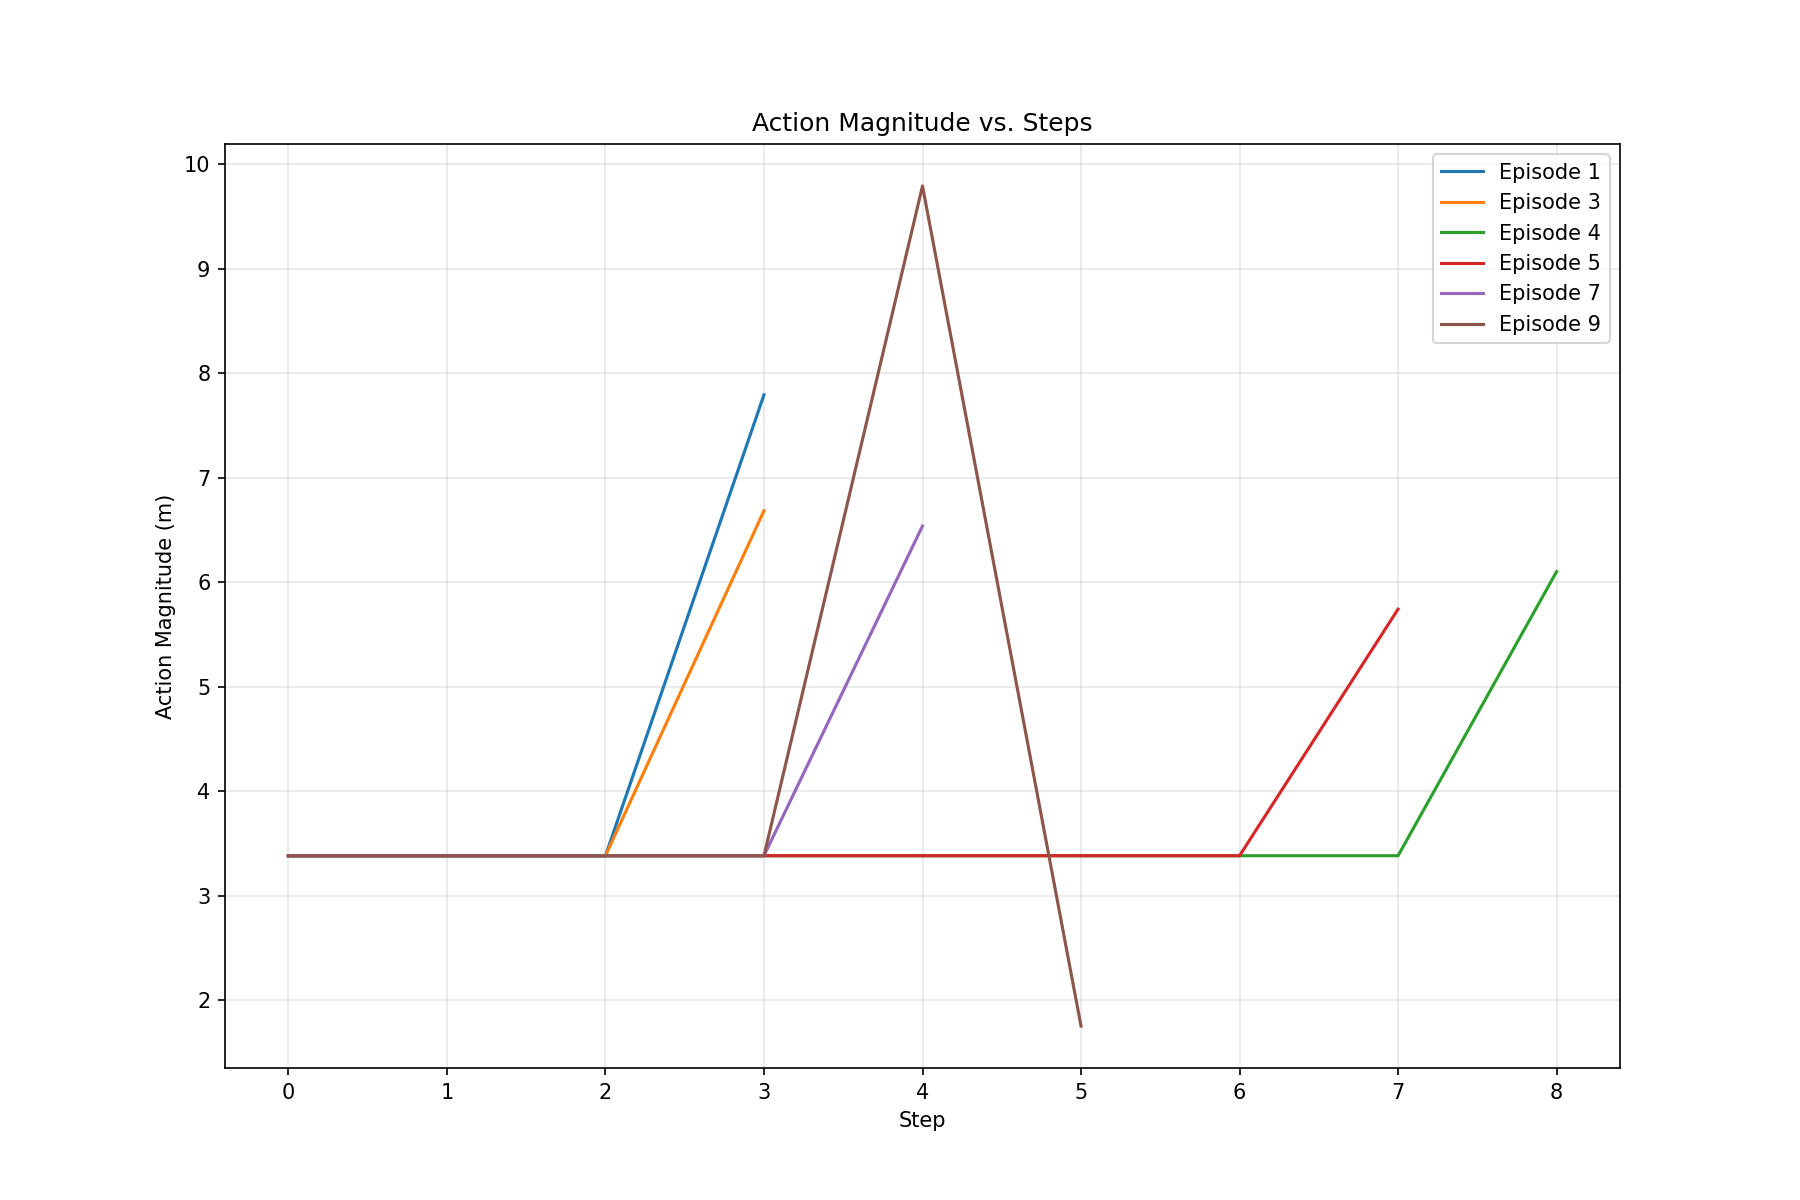 Action Magnitude vs. Steps
10
9
8
7
6
5
4
3
2
Action Magnitude (m)
Episode 1
Episode 3
Episode 4
Episode 5
Episode 7
Episode 9
0 1 2 3 4 5 6 7 8
Step